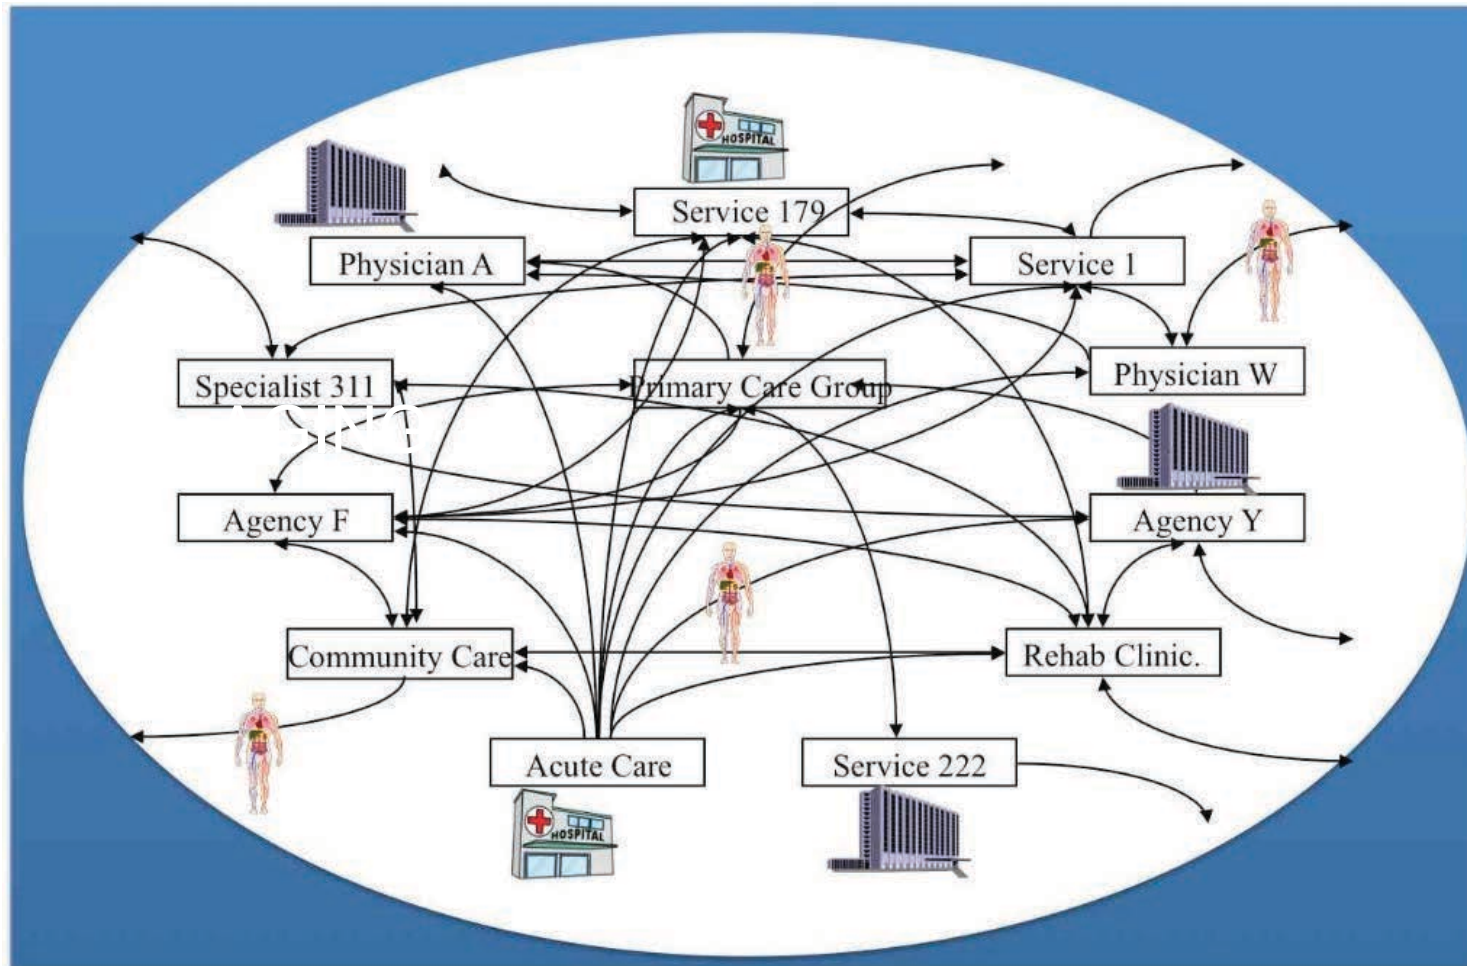 HOSPITAL
Service 179
Physician A
Service 1
Specialist 311
Primary Care Group
Physician W
Agency F
Agency Y
Community Care
Rehab Clinic.
Acute Care
Service 222
HOSPITAL